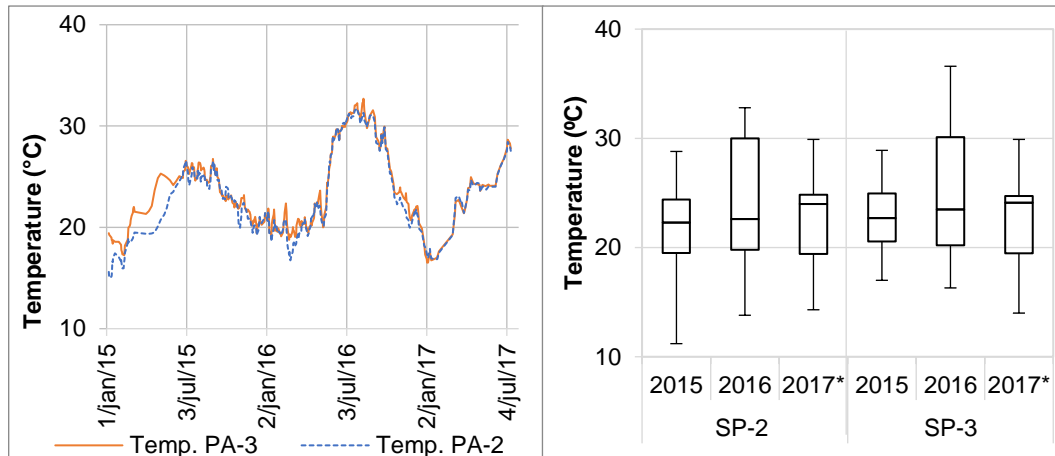 Temperature (°C)
40
30
20
10
1/jan/15
3/jul/15
2/jan/16
3/jul/16
2/jan/17
4/jul/17
Temp. PA-3
Temp. PA-2
Temperature (ºC)
40
30
20
10
2015 2016 2017* 2015 2016 2017*
SP-2 SP-3